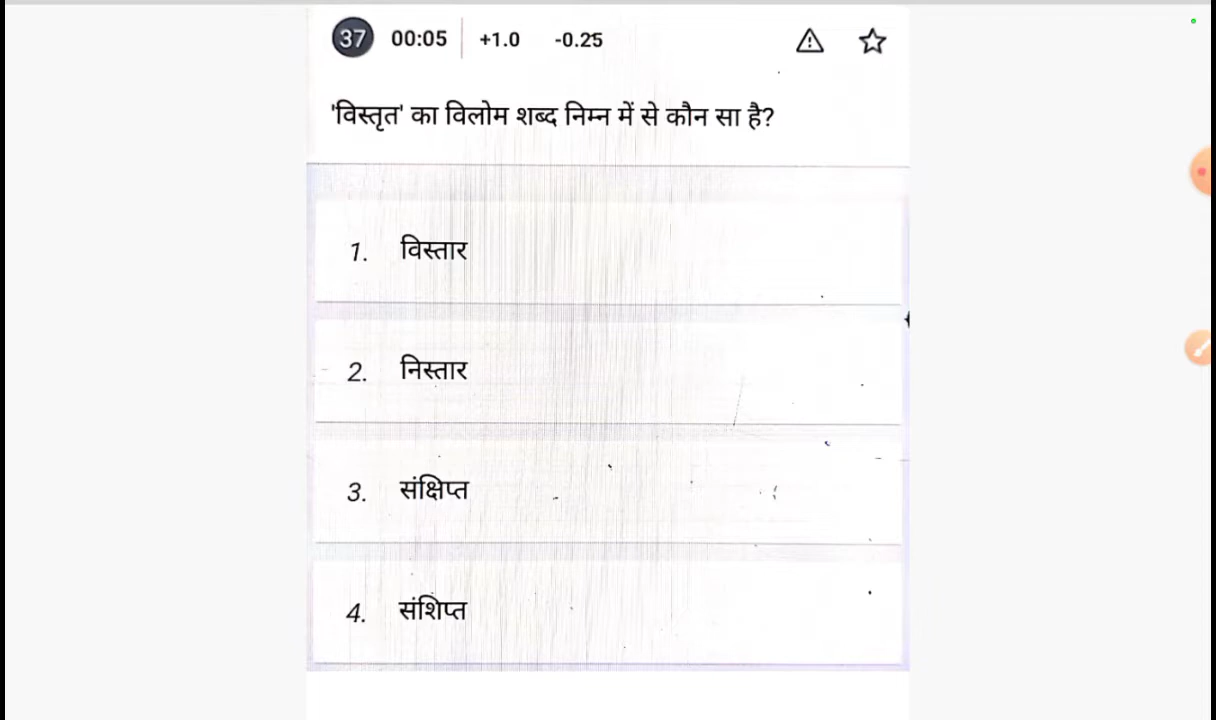 37 00:05 +1.0 -0.25
'विस्तृत' का विलोम शब्द निम्न में से कौन सा है?
1. विस्तार
2. निस्तार
3. संक्षिप्त
4. संशिप्त